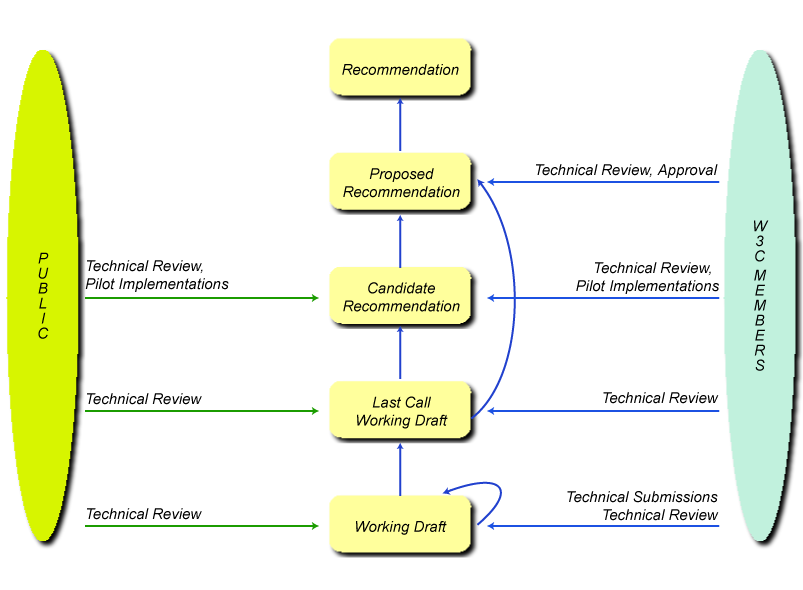 Recommendation
Proposed
Recommendation
Technical Review, Approval
PUBLIC
W3C MEMBERS
Technical Review,
Pilot Implementations
Candidate
Recommendation
Technical Review,
Pilot Implementations
Technical Review
Last Call
Working Draft
Technical Review
Technical Review
Working Draft
Technical Submissions
Technical Review